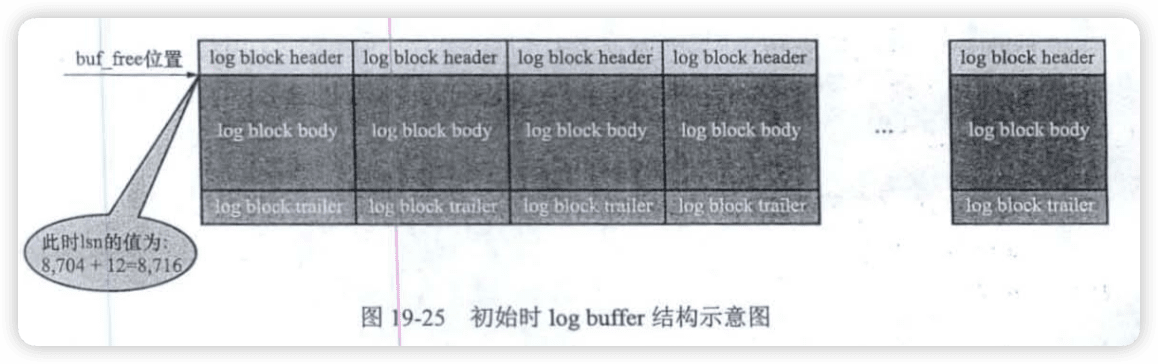 buf_free位置
log block header log block header log block header log block header log block header
log block body log block body log block body log block body ... log block body
log block trailer log block trailer log block trailer log block trailer log block trailer
此时lsn的值为:
8,704 + 12=8,716
图 19-25 初始时 log buffer 结构示意图